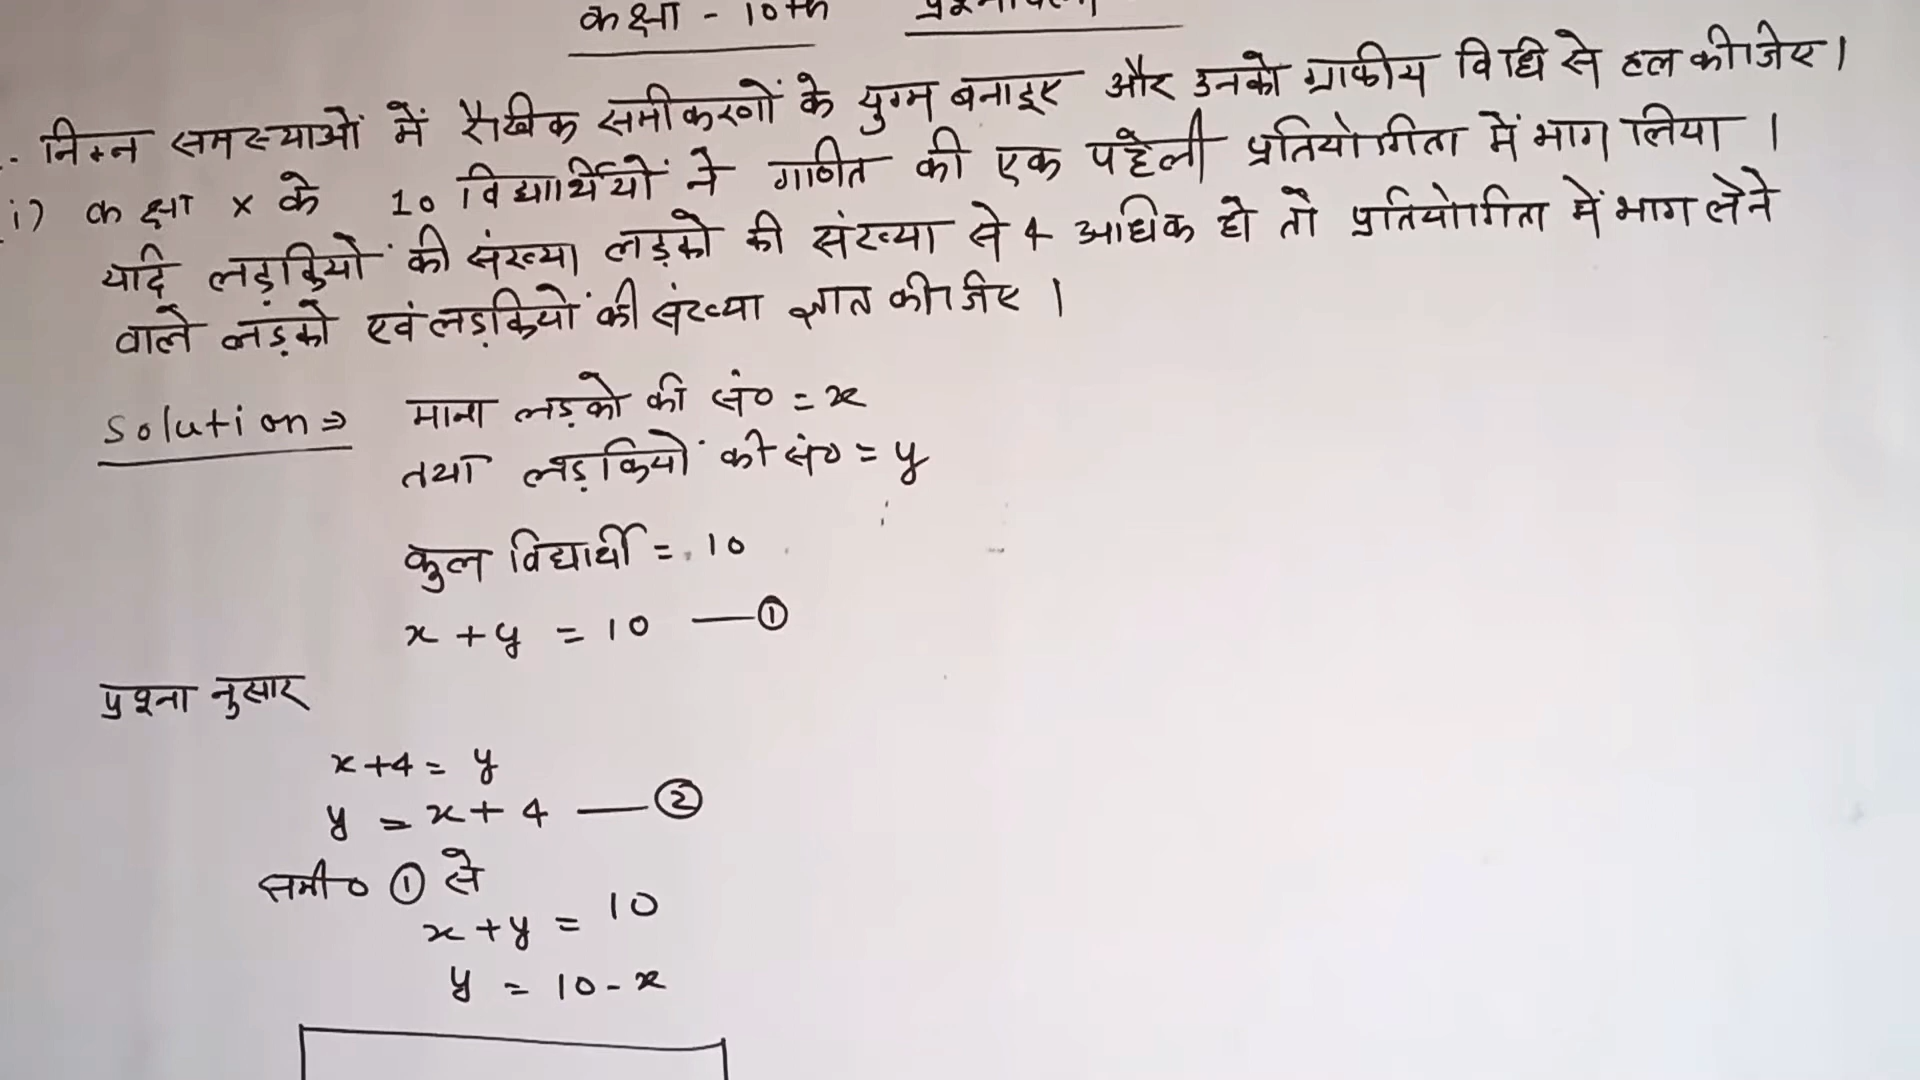 कक्षा - 10th
- निम्न समस्याओं में रैखिक समीकरणों के युग्म बनाइए और उनको ग्राफीय विधि से हल कीजिए।
i) कक्षा x के 10 विद्यार्थियों ने गणित की एक पहेली प्रतियोगिता में भाग लिया ।
यदि लड़कियों की संख्या लड़को की संख्या से 4 अधिक हो तो प्रतियोगिता में भाग लेने
वाले लड़को एवं लड़कियों की संख्या ज्ञात कीजिए ।
Solution ⇒ माना लड़को की सं० = x
तथा लड़कियों की सं० = y
कुल विद्यार्थी = 10
x + y = 10 — ①
प्रश्ना नुसार
x + 4 = y
y = x + 4 — ②
समी० ① से
x + y = 10
y = 10 - x